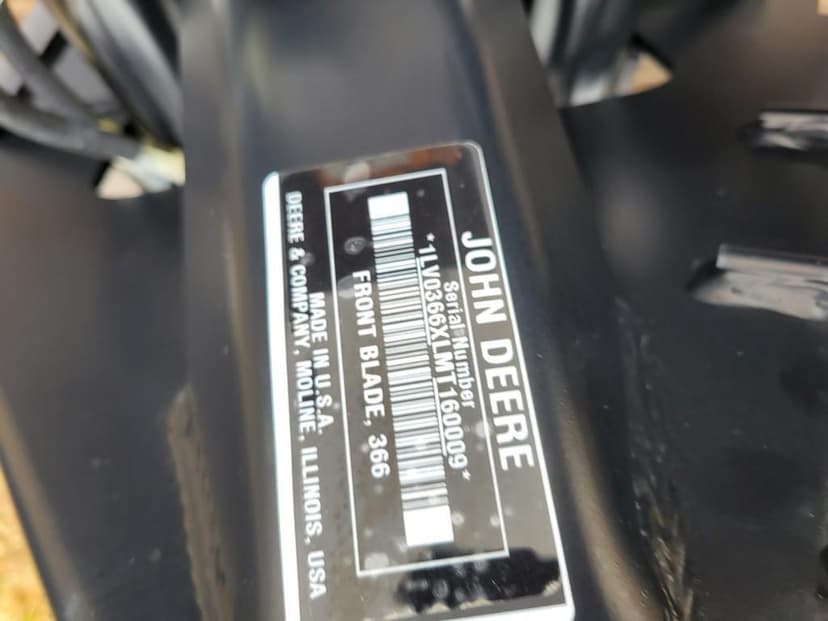 JOHN DEERE
Serial Number
*1LV0366XLMT160009*
FRONT BLADE, 366
MADE IN U.S.A.
DEERE & COMPANY, MOLINE, ILLINOIS, USA